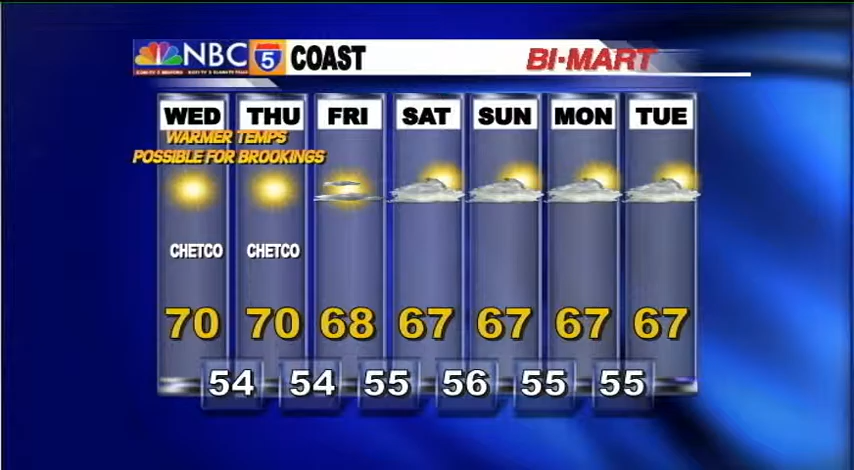 NBC 5 COAST BI-MART
WED THU FRI SAT SUN MON TUE
WARMER TEMPS
POSSIBLE FOR BROOKINGS
CHETCO CHETCO
70 70 68 67 67 67 67
54 54 55 56 55 55